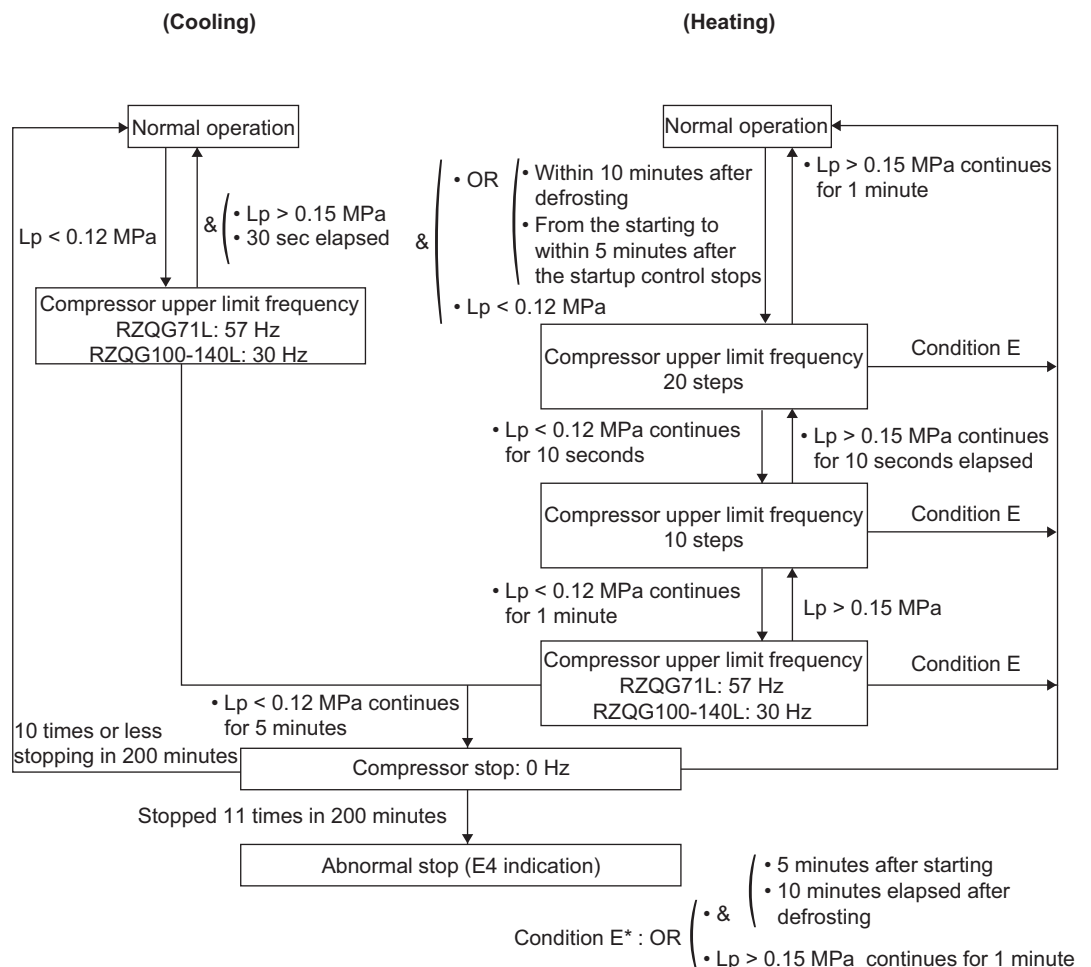 (Cooling)
(Heating)
Normal operation
Lp < 0.12 MPa
&
• Lp > 0.15 MPa
• 30 sec elapsed
Compressor upper limit frequency
RZQG71L: 57 Hz
RZQG100-140L: 30 Hz
Normal operation
&
• OR
• Within 10 minutes after
defrosting
• From the starting to
within 5 minutes after
the startup control stops
• Lp < 0.12 MPa
• Lp > 0.15 MPa continues
for 1 minute
Compressor upper limit frequency
20 steps
Condition E
• Lp < 0.12 MPa continues
for 10 seconds
• Lp > 0.15 MPa continues
for 10 seconds elapsed
Compressor upper limit frequency
10 steps
Condition E
• Lp < 0.12 MPa continues
for 1 minute
Lp > 0.15 MPa
Compressor upper limit frequency
RZQG71L: 57 Hz
RZQG100-140L: 30 Hz
Condition E
• Lp < 0.12 MPa continues
for 5 minutes
10 times or less
stopping in 200 minutes
Compressor stop: 0 Hz
Stopped 11 times in 200 minutes
Abnormal stop (E4 indication)
Condition E* : OR
• &
• 5 minutes after starting
• 10 minutes elapsed after
defrosting
• Lp > 0.15 MPa continues for 1 minute